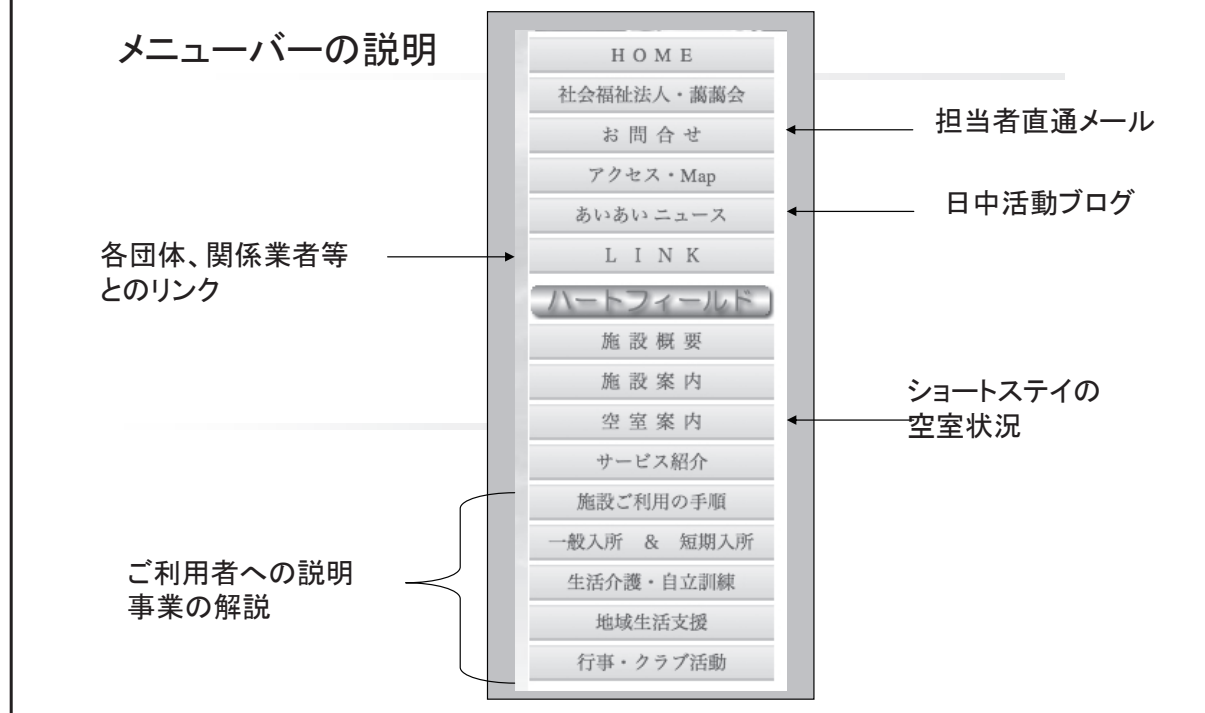 メニューバーの説明
HOME
社会福祉法人・藹藹会
お問合せ
担当者直通メール
アクセス・Map
あいあいニュース
日中活動ブログ
各団体、関係業者等
とのリンク
LINK
ハートフィールド
施設概要
施設案内
空室案内
ショートステイの
空室状況
サービス紹介
施設ご利用の手順
一般入所 & 短期入所
生活介護・自立訓練
地域生活支援
行事・クラブ活動
ご利用者への説明
事業の解説